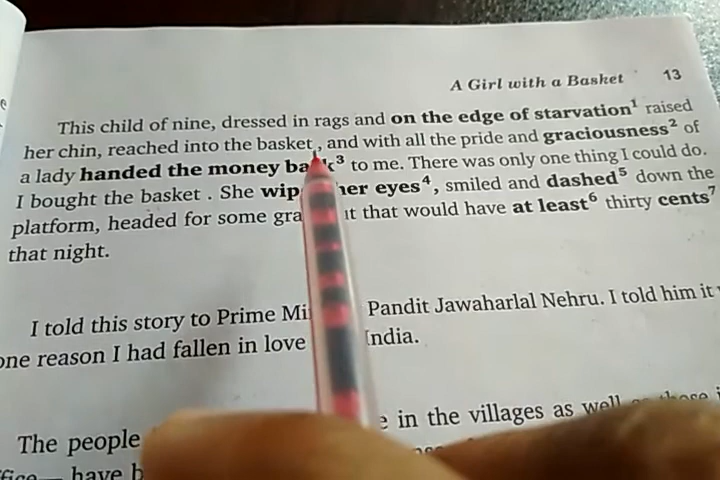 A Girl with a Basket 13
This child of nine, dressed in rags and on the edge of starvation¹ raised
her chin, reached into the basket , and with all the pride and graciousness² of
a lady handed the money ba k³ to me. There was only one thing I could do.
I bought the basket . She wip her eyes⁴, smiled and dashed⁵ down the
platform, headed for some gra it that would have at least⁶ thirty cents⁷
that night.
I told this story to Prime Mi Pandit Jawaharlal Nehru. I told him it
one reason I had fallen in love India.
The people in the villages as well
have